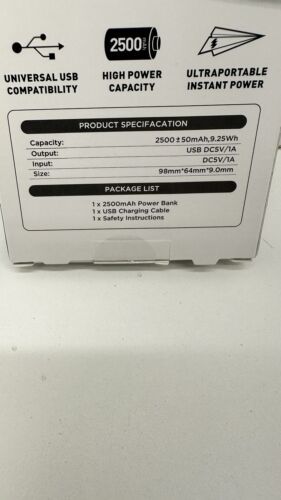 UNIVERSAL USB
COMPATIBILITY
2500 mAh
HIGH POWER
CAPACITY
ULTRAPORTABLE
INSTANT POWER
PRODUCT SPECIFACATION
Capacity: 2500±50mAh,9.25Wh
Output: USB DC5V/1A
Input: DC5V/1A
Size: 98mm*64mm*9.0mm
PACKAGE LIST
1 x 2500mAh Power Bank
1 x USB Charging Cable
1 x Safety Instructions